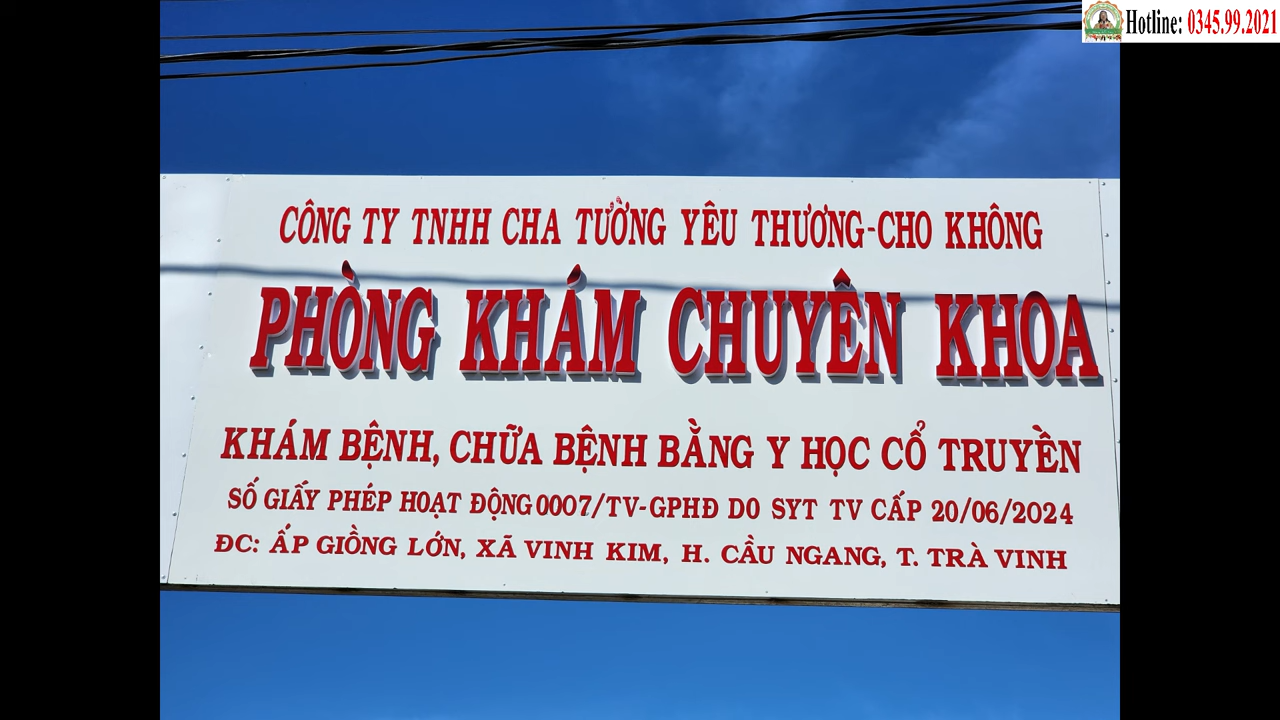 Hotline: 0345.99.2021
CÔNG TY TNHH CHA TƯỞNG YÊU THƯƠNG-CHO KHÔNG
PHÒNG KHÁM CHUYÊN KHOA
KHÁM BỆNH, CHỮA BỆNH BẰNG Y HỌC CỔ TRUYỀN
SỐ GIẤY PHÉP HOẠT ĐỘNG 0007/TV-GPHĐ DO SYT TV CẤP 20/06/2024
ĐC: ẤP GIỒNG LỚN, XÃ VINH KIM, H. CẦU NGANG, T. TRÀ VINH